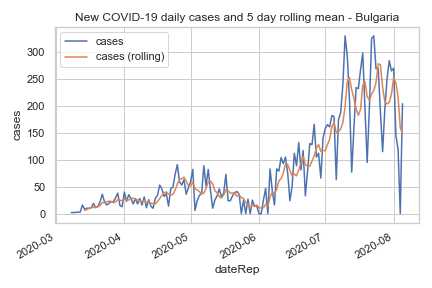 New COVID-19 daily cases and 5 day rolling mean - Bulgaria
cases
cases (rolling)
300
250
200
150
100
50
0
cases
2020-03
2020-04
2020-05
2020-06
2020-07
2020-08
dateRep